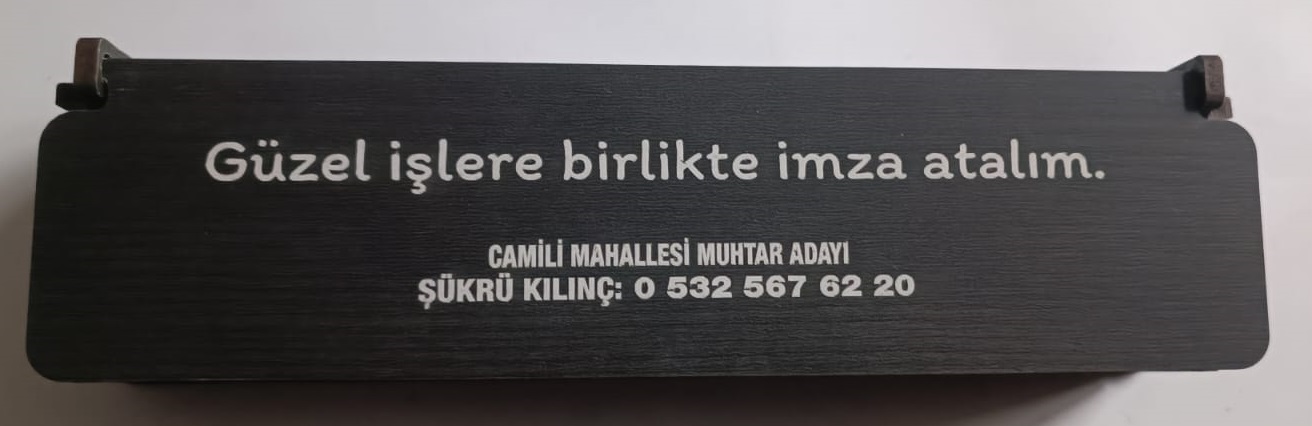 Güzel işlere birlikte imza atalım.
CAMİLİ MAHALLESİ MUHTAR ADAYI
ŞÜKRÜ KILINÇ: 0 532 567 62 20